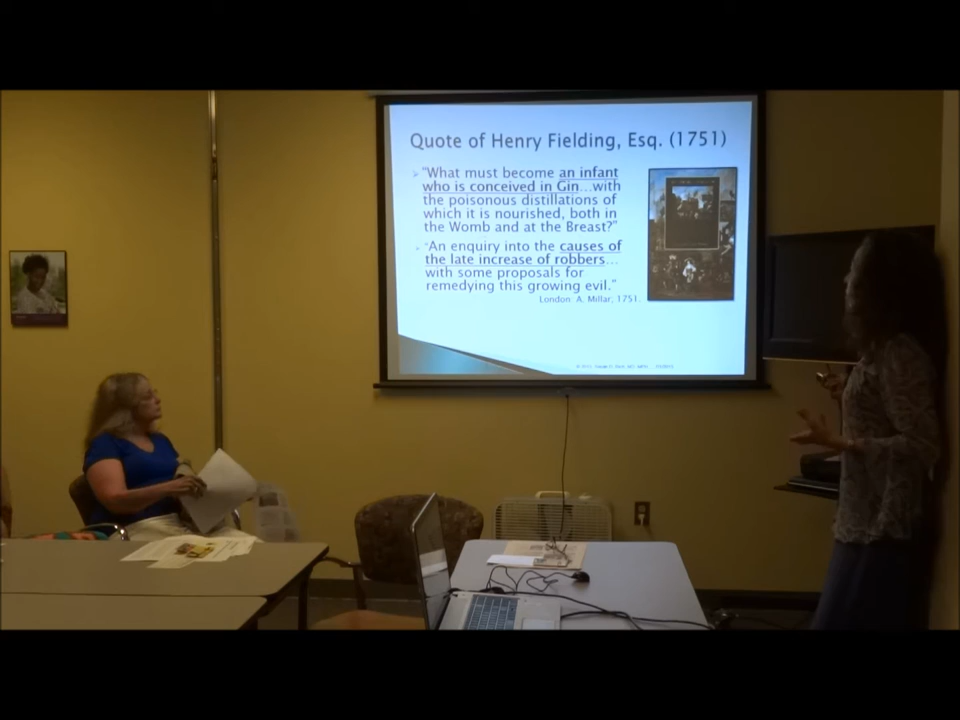 Quote of Henry Fielding, Esq. (1751)
"What must become an infant
who is conceived in Gin...with
the poisonous distillations of
which it is nourished, both in
the Womb and at the Breast?"
"An enquiry into the causes of
the late increase of robbers...
with some proposals for
remedying this growing evil."
London: A. Millar, 1751.